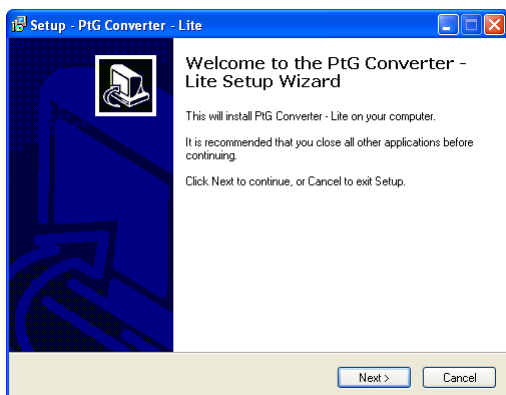 Setup - PtG Converter - Lite
Welcome to the PtG Converter -
Lite Setup Wizard
This will install PtG Converter - Lite on your computer.
It is recommended that you close all other applications before
continuing.
Click Next to continue, or Cancel to exit Setup.
Next >
Cancel